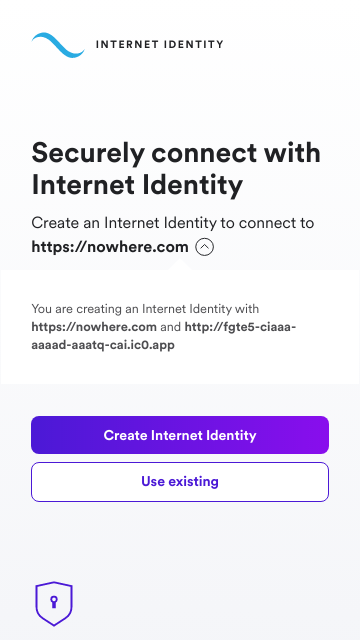 INTERNET IDENTITY
Securely connect with
Internet Identity
Create an Internet Identity to connect to
https://nowhere.com
You are creating an Internet Identity with
https://nowhere.com and http://fgte5-ciaaa-
aaaad-aaatq-cai.ic0.app
Create Internet Identity
Use existing